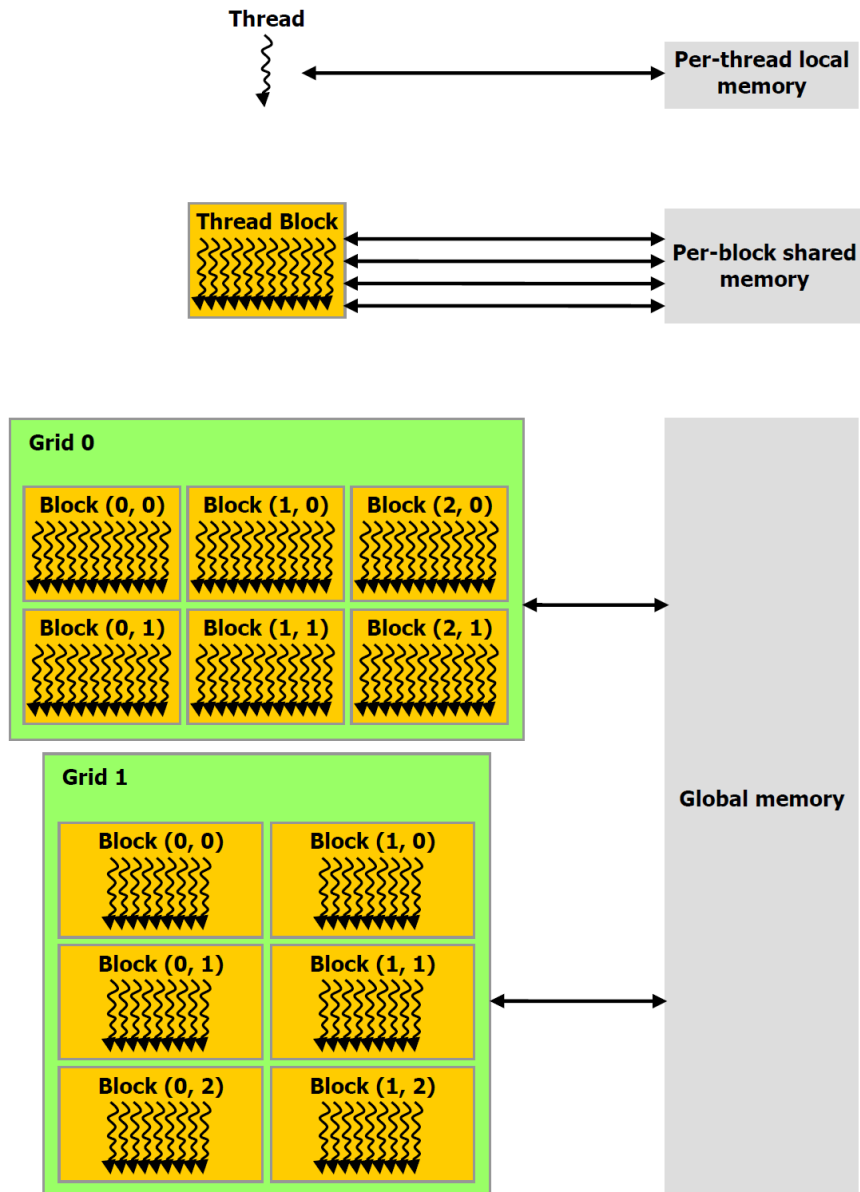 Thread
Per-thread local
memory
Thread Block
Per-block shared
memory
Grid 0
Block (0, 0)
Block (1, 0)
Block (2, 0)
Block (0, 1)
Block (1, 1)
Block (2, 1)
Grid 1
Global memory
Block (0, 0)
Block (1, 0)
Block (0, 1)
Block (1, 1)
Block (0, 2)
Block (1, 2)